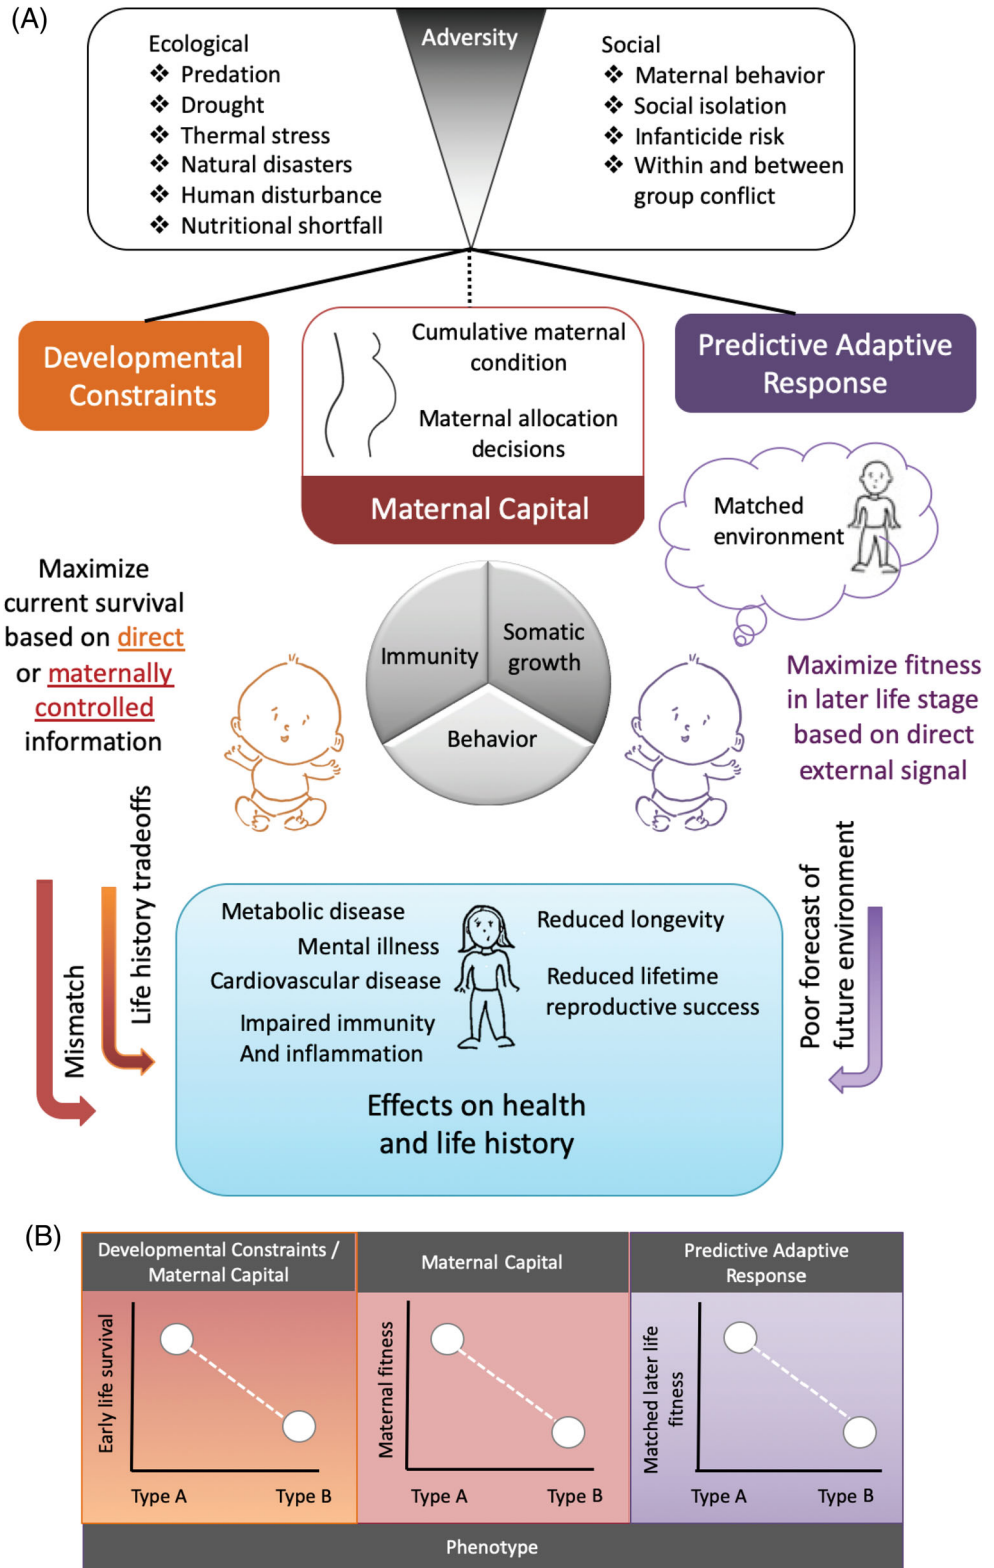 (A)
Adversity
Ecological
❖ Predation
❖ Drought
❖ Thermal stress
❖ Natural disasters
❖ Human disturbance
❖ Nutritional shortfall
Social
❖ Maternal behavior
❖ Social isolation
❖ Infanticide risk
❖ Within and between
group conflict
Developmental
Constraints
Cumulative maternal
condition
Maternal allocation
decisions
Maternal Capital
Predictive Adaptive
Response
Matched
environment
Maximize
current survival
based on direct
or maternally
controlled
information
Immunity
Somatic
growth
Behavior
Maximize fitness
in later life stage
based on direct
external signal
Mismatch
Life history tradeoffs
Poor forecast of
future environment
Metabolic disease
Mental illness
Cardiovascular disease
Impaired immunity
And inflammation
Reduced longevity
Reduced lifetime
reproductive success
Effects on health
and life history
(B)
Developmental Constraints /
Maternal Capital
Early life survival
Type A
Type B
Maternal Capital
Maternal fitness
Type A
Type B
Predictive Adaptive
Response
Matched later life
fitness
Type A
Type B
Phenotype